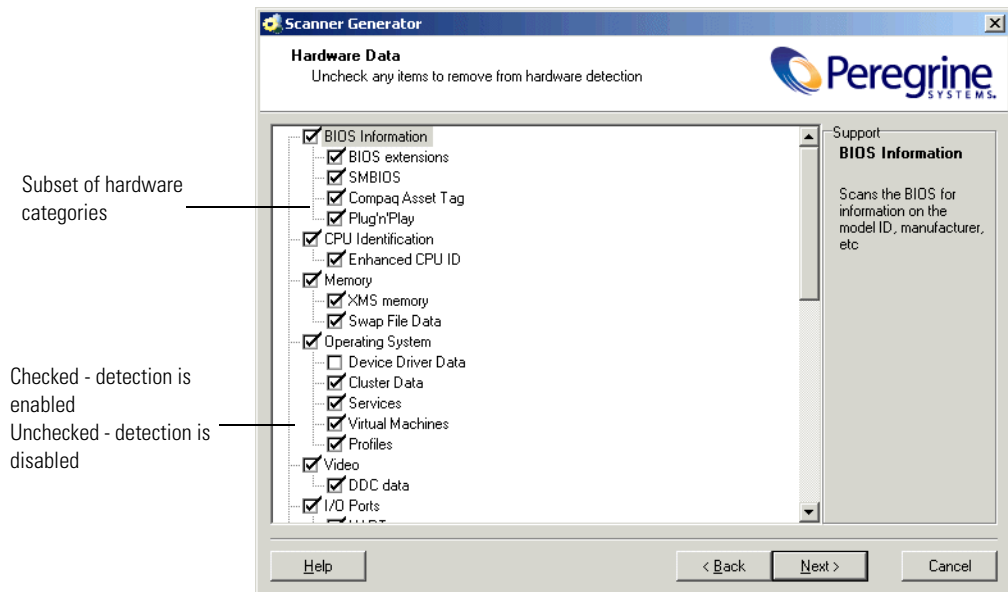 Scanner Generator
Hardware Data
Uncheck any items to remove from hardware detection
Peregrine
SYSTEMS.
Subset of hardware
categories
Checked - detection is
enabled
Unchecked - detection is
disabled
BIOS Information
BIOS extensions
SMBIOS
Compaq Asset Tag
Plug'n'Play
CPU Identification
Enhanced CPU ID
Memory
XMS memory
Swap File Data
Operating System
Device Driver Data
Cluster Data
Services
Virtual Machines
Profiles
Video
DDC data
I/O Ports
Support
BIOS Information
Scans the BIOS for
information on the
model ID, manufacturer,
etc
Help
< Back
Next >
Cancel